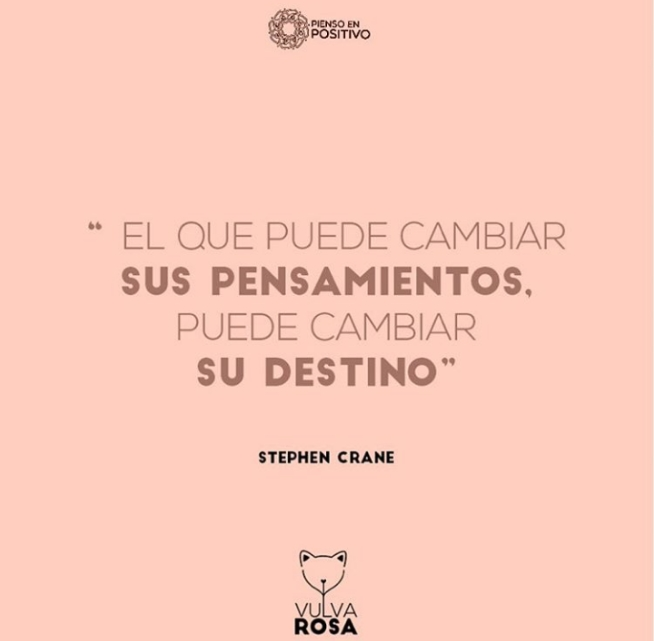 PIENSO EN
POSITIVO
“ EL QUE PUEDE CAMBIAR
SUS PENSAMIENTOS,
PUEDE CAMBIAR
SU DESTINO”
STEPHEN CRANE
VULVA
ROSA